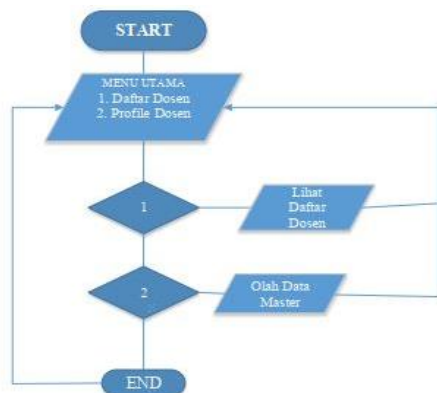 START
MENU UTAMA
1. Daftar Dosen
2. Profile Dosen
1
Lihat
Daftar
Dosen
2
Olah Data
Master
END